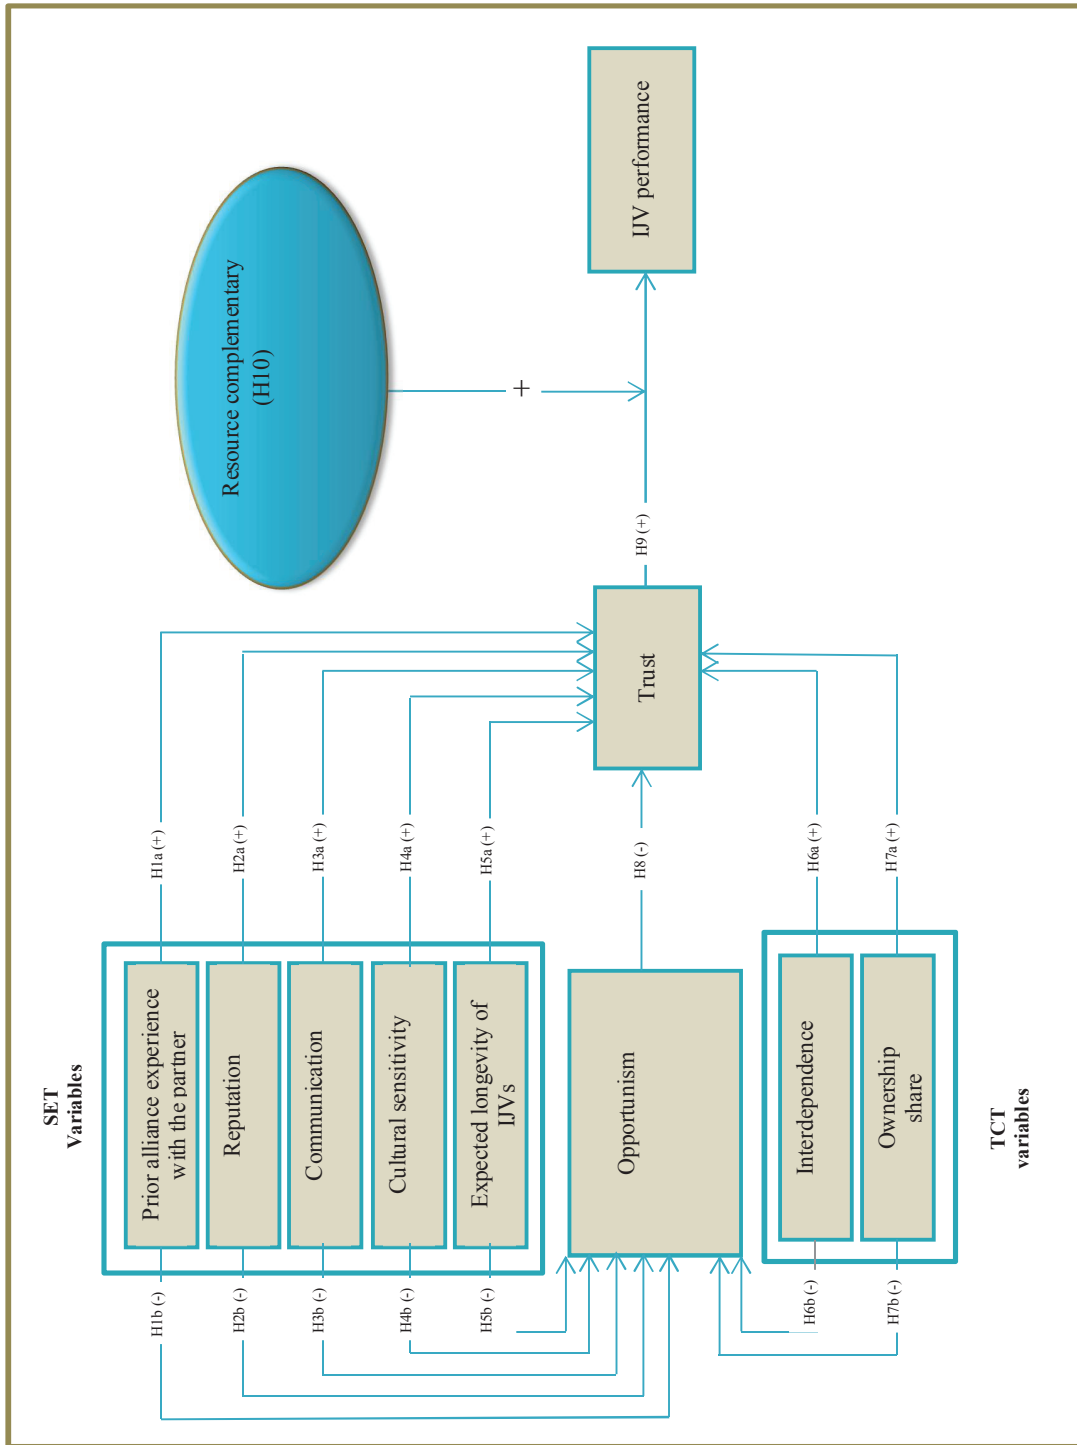 SET
Variables
Prior alliance experience
with the partner
Reputation
Communication
Cultural sensitivity
Expected longevity of
IJVs
Opportunism
Interdependence
Ownership
share
TCT
variables
H1b (-)
H2b (-)
H3b (-)
H4b (-)
H5b (-)
H6b (-)
H7b (-)
H1a (+)
H2a (+)
H3a (+)
H4a (+)
H5a (+)
H8 (-)
H6a (+)
H7a (+)
Trust
H9 (+)
Resource complementary
(H10)
+
IJV performance